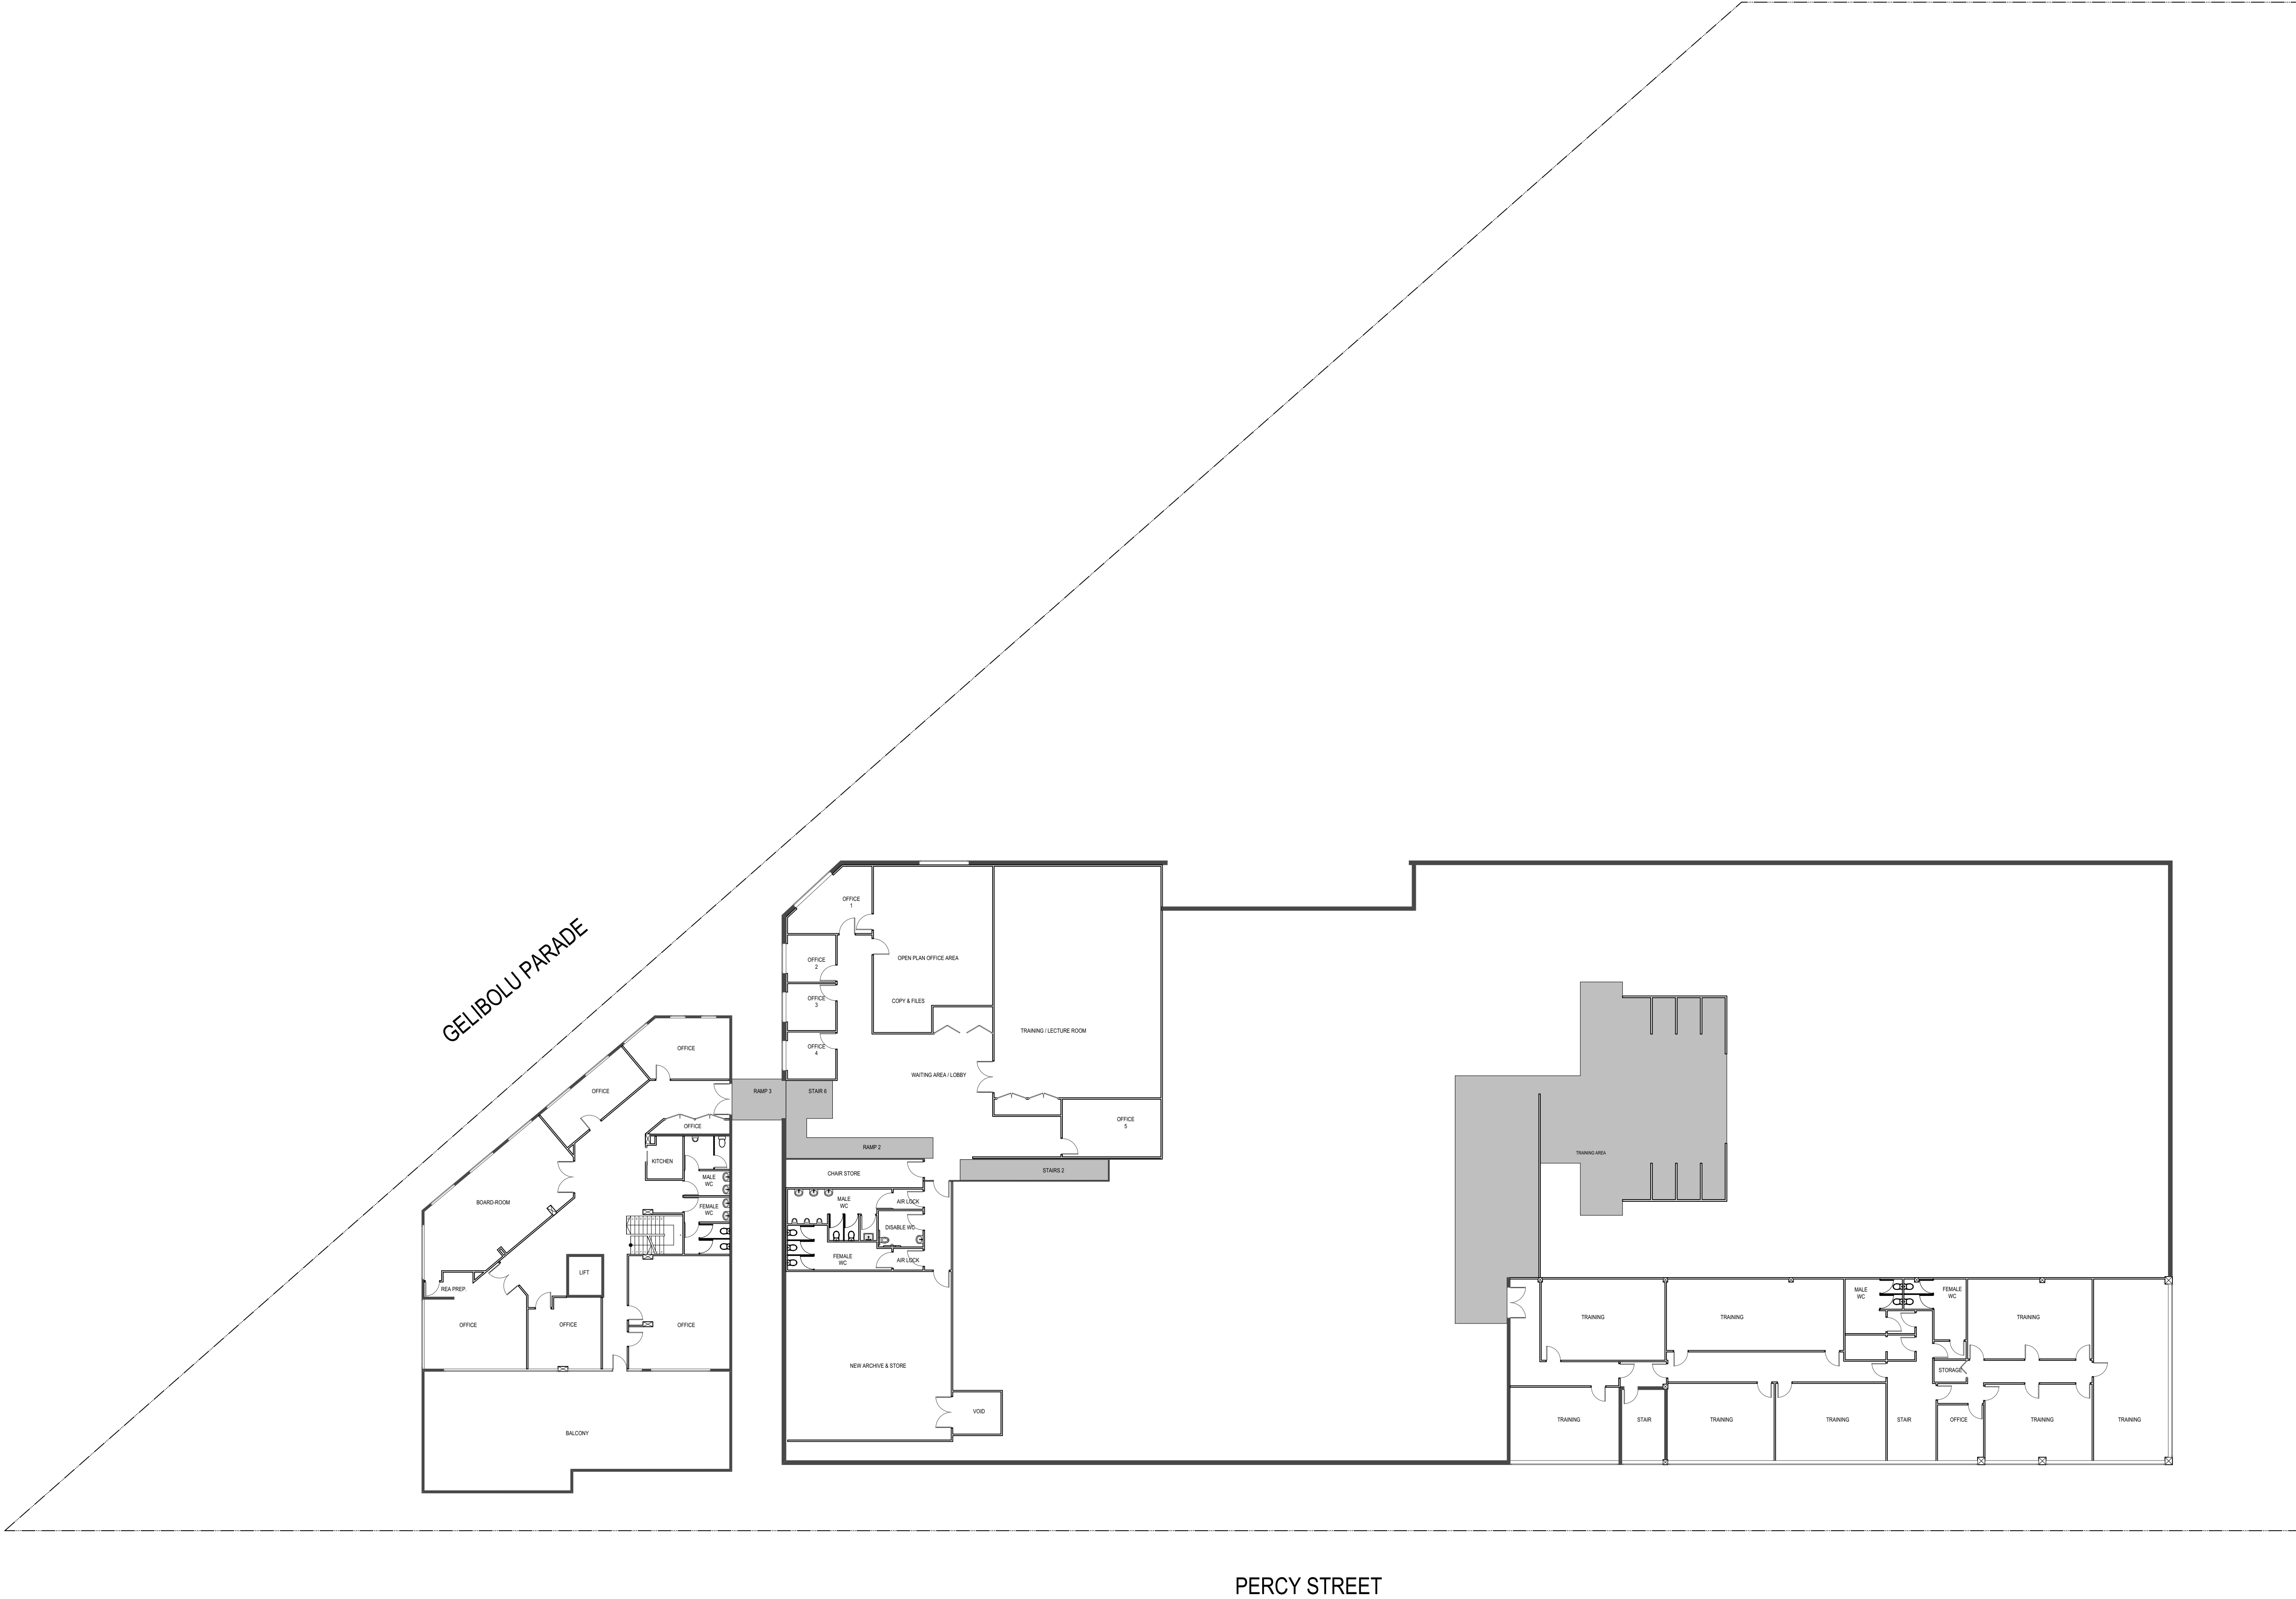 GELIBOLU PARADE
OFFICE
1
OPEN PLAN OFFICE AREA
OFFICE
2
OFFICE
3
COPY & FILES
TRAINING / LECTURE ROOM
OFFICE
4
WAITING AREA / LOBBY
OFFICE
OFFICE
RAMP 3
STAIR 6
OFFICE
OFFICE
5
RAMP 2
KITCHEN
CHAIR STORE
STAIRS 2
TRAINING AREA
MALE
WC
BOARD-ROOM
FEMALE
WC
MALE
WC
AIR LOCK
DISABLE WC
FEMALE
WC
AIR LOCK
LIFT
REA PREP.
OFFICE
OFFICE
OFFICE
NEW ARCHIVE & STORE
VOID
BALCONY
TRAINING
TRAINING
MALE
WC
FEMALE
WC
TRAINING
STORAGE
TRAINING
STAIR
TRAINING
TRAINING
STAIR
OFFICE
TRAINING
TRAINING
PERCY STREET